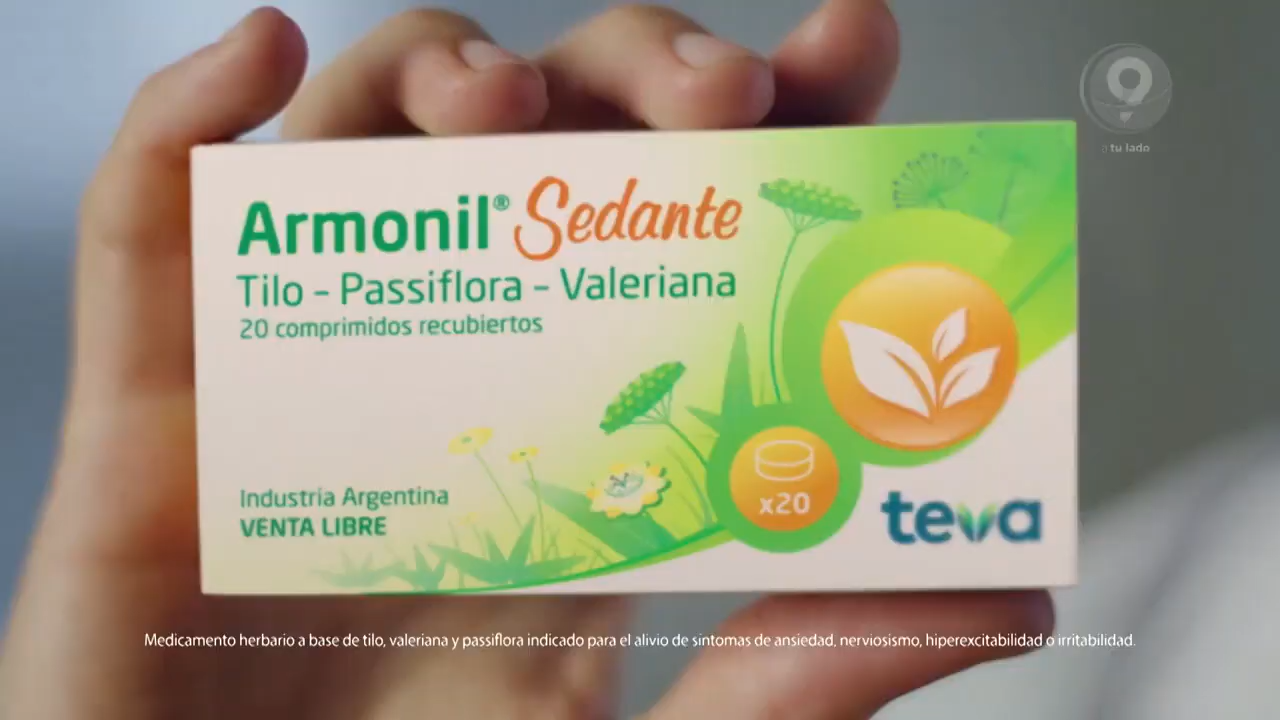 9
a tu lado
Armonil® Sedante
Tilo - Passiflora - Valeriana
20 comprimidos recubiertos
x20
Industria Argentina
VENTA LIBRE
teva
Medicamento herbario a base de tilo, valeriana y passiflora indicado para el alivio de síntomas de ansiedad, nerviosismo, hiperexcitabilidad o irritabilidad.